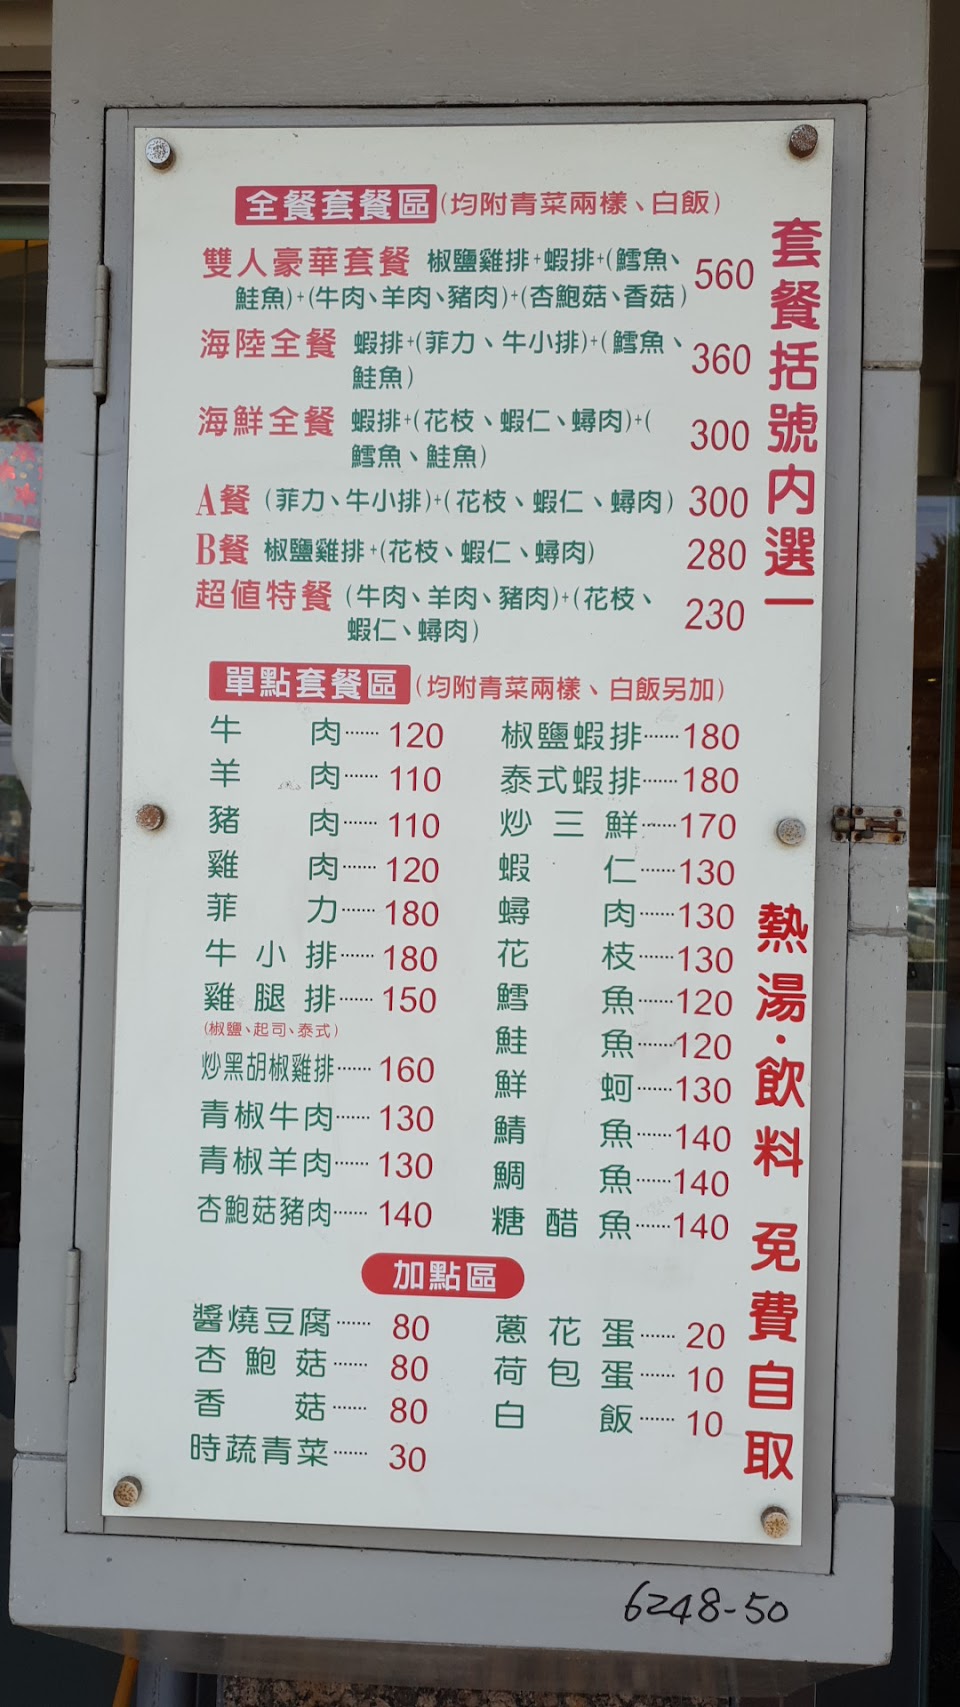 全餐套餐區(均附青菜兩樣、白飯)
雙人豪華套餐 椒鹽雞排+蝦排+(鱈魚、
鮭魚)+(牛肉、羊肉、豬肉)+(杏鮑菇、香菇) 560
海陸全餐 蝦排+(菲力、牛小排)+(鱈魚、
鮭魚) 360
海鮮全餐 蝦排+(花枝、蝦仁、蟳肉)+(
鱈魚、鮭魚) 300
A餐 (菲力、牛小排)+(花枝、蝦仁、蟳肉) 300
B餐 椒鹽雞排+(花枝、蝦仁、蟳肉) 280
超值特餐 (牛肉、羊肉、豬肉)+(花枝、
蝦仁、蟳肉) 230
套餐括號內選一
單點套餐區(均附青菜兩樣、白飯另加)
牛肉······120
羊肉······110
豬肉······110
雞肉······120
菲力······180
牛小排······180
雞腿排······150
(椒鹽、起司、泰式)
炒黑胡椒雞排······160
青椒牛肉······130
青椒羊肉······130
杏鮑菇豬肉······140
椒鹽蝦排······180
泰式蝦排······180
炒三鮮······170
蝦仁······130
蟳肉······130
花枝······130
鱈魚······120
鮭魚······120
鮮蚵······130
鯖魚······140
鯛魚······140
糖醋魚······140
加點區
醬燒豆腐······80
杏鮑菇······80
香菇······80
時蔬青菜······30
蔥花蛋······20
荷包蛋······10
白飯······10
熱湯·飲料 免費自取
6248-50